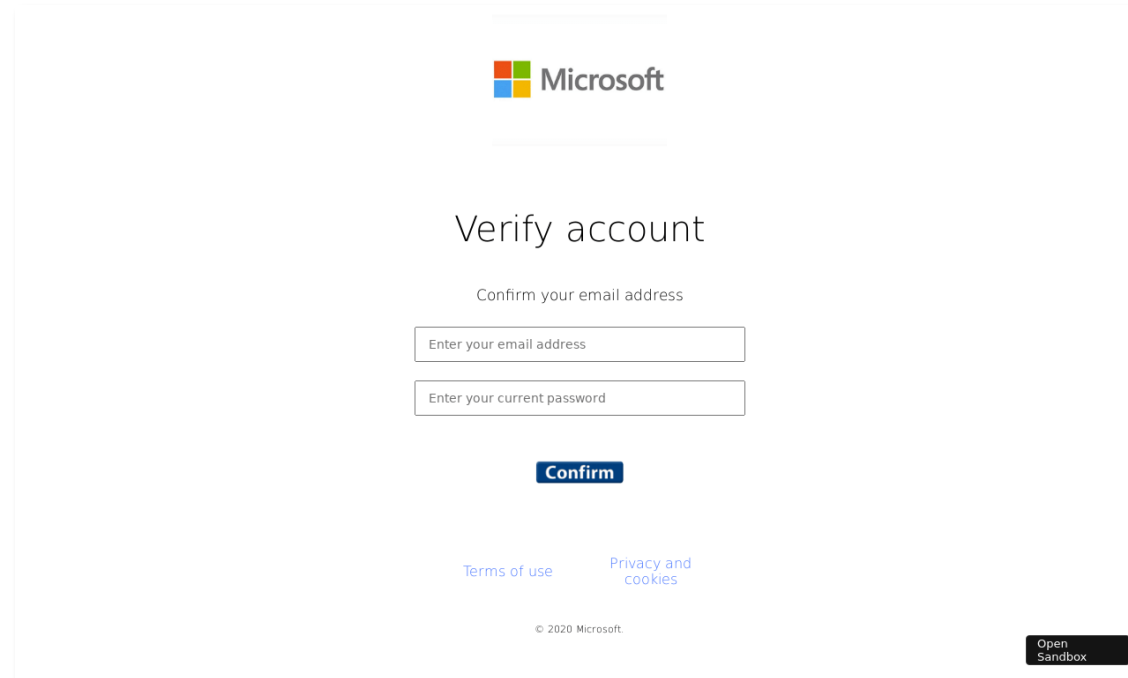 Microsoft
Verify account
Confirm your email address
Enter your email address
Enter your current password
Confirm
Terms of use
Privacy and
cookies
© 2020 Microsoft.
Open
Sandbox